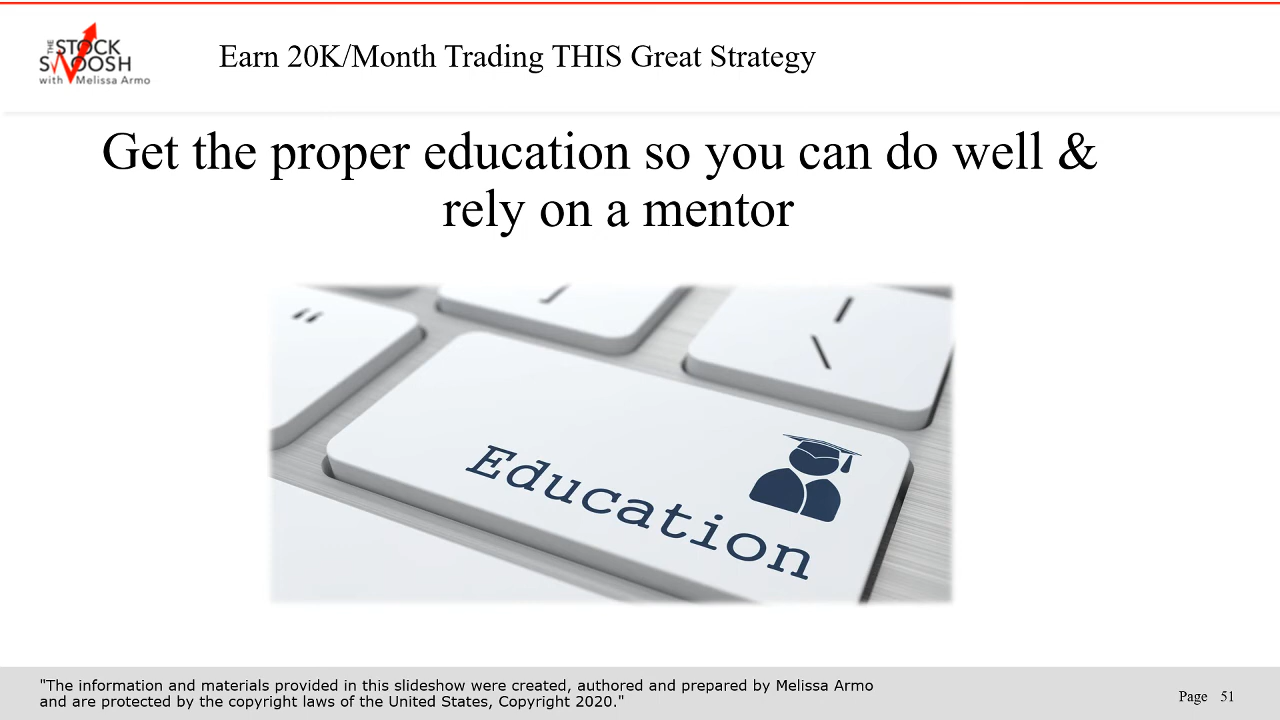 THE
STOCK
SWOOSH
with Melissa Armo
Earn 20K/Month Trading THIS Great Strategy
Get the proper education so you can do well &
rely on a mentor
"
Education
"The information and materials provided in this slideshow were created, authored and prepared by Melissa Armo
and are protected by the copyright laws of the United States, Copyright 2020."
Page 51